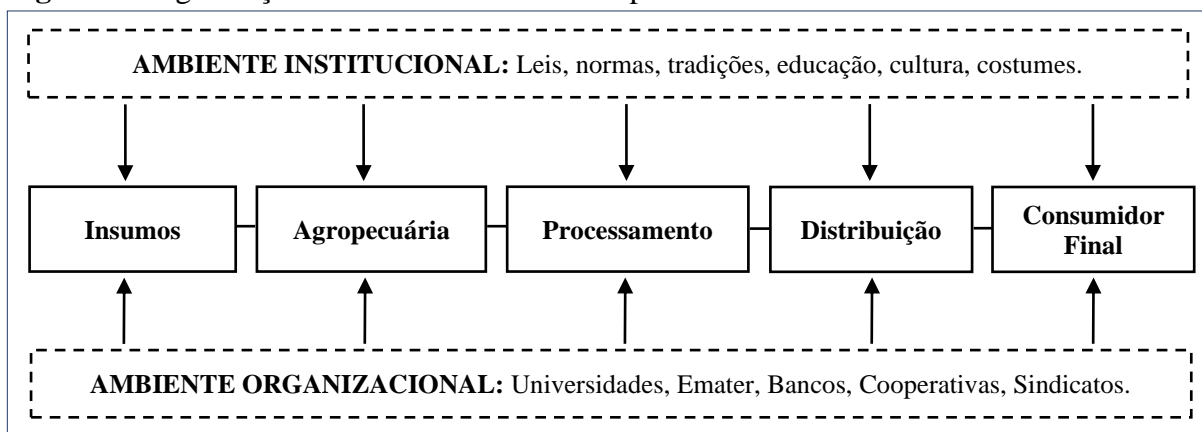 AMBIENTE INSTITUCIONAL: Leis, normas, tradições, educação, cultura, costumes.
Insumos
Agropecuária
Processamento
Distribuição
Consumidor
Final
AMBIENTE ORGANIZACIONAL: Universidades, Emater, Bancos, Cooperativas, Sindicatos.